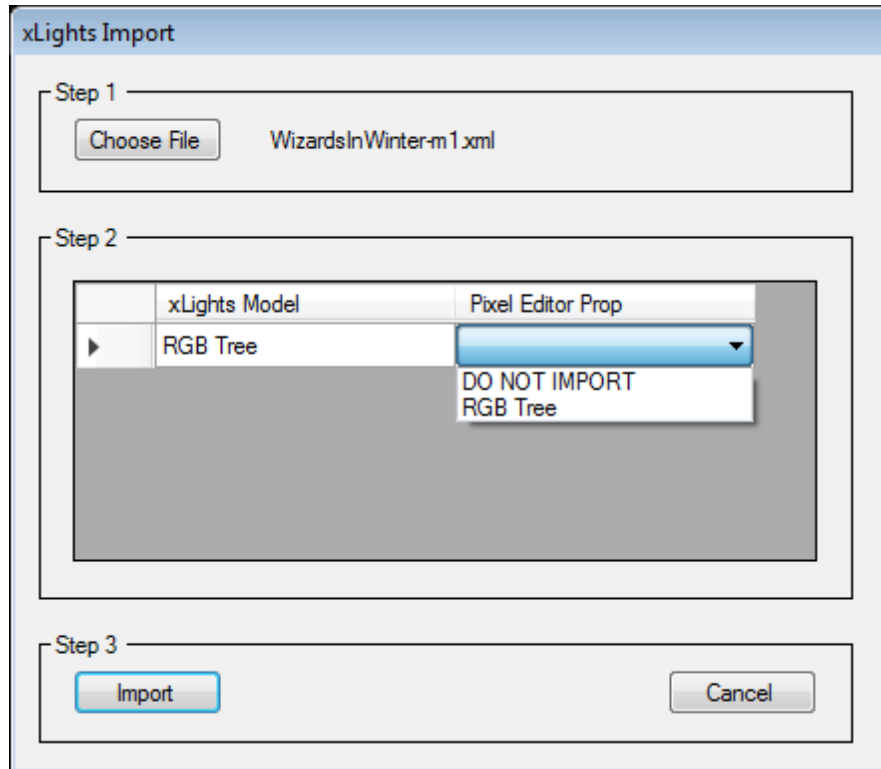 xLights Import
Step 1
Choose File WizardsInWinter-m1.xml
Step 2
xLights Model Pixel Editor Prop
RGB Tree
DO NOT IMPORT
RGB Tree
Step 3
Import Cancel